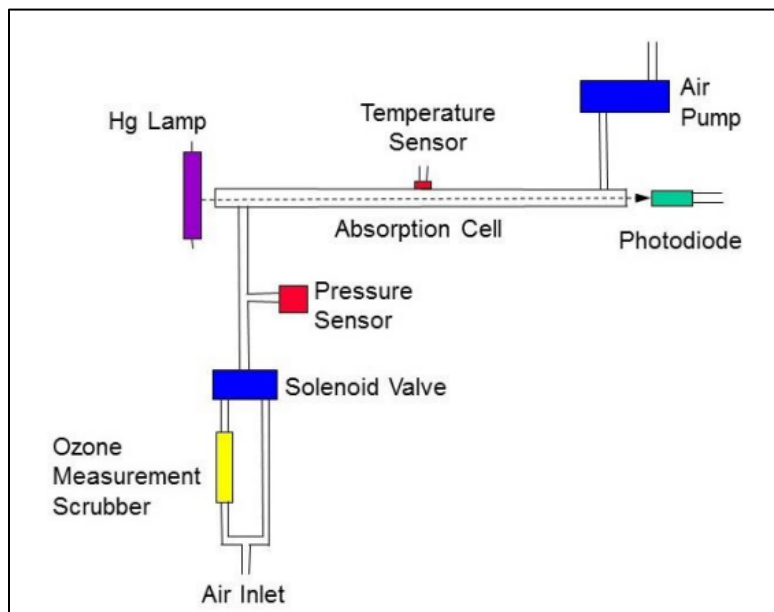 Hg Lamp
Temperature
Sensor
Air
Pump
Absorption Cell
Photodiode
Pressure
Sensor
Solenoid Valve
Ozone
Measurement
Scrubber
Air Inlet